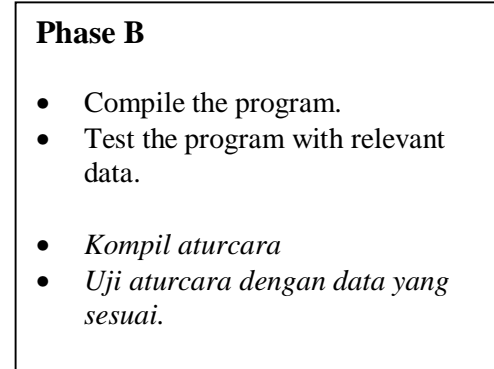 Phase B
• Compile the program.
• Test the program with relevant
data.
• Kompil aturcara
• Uji aturcara dengan data yang
sesuai.